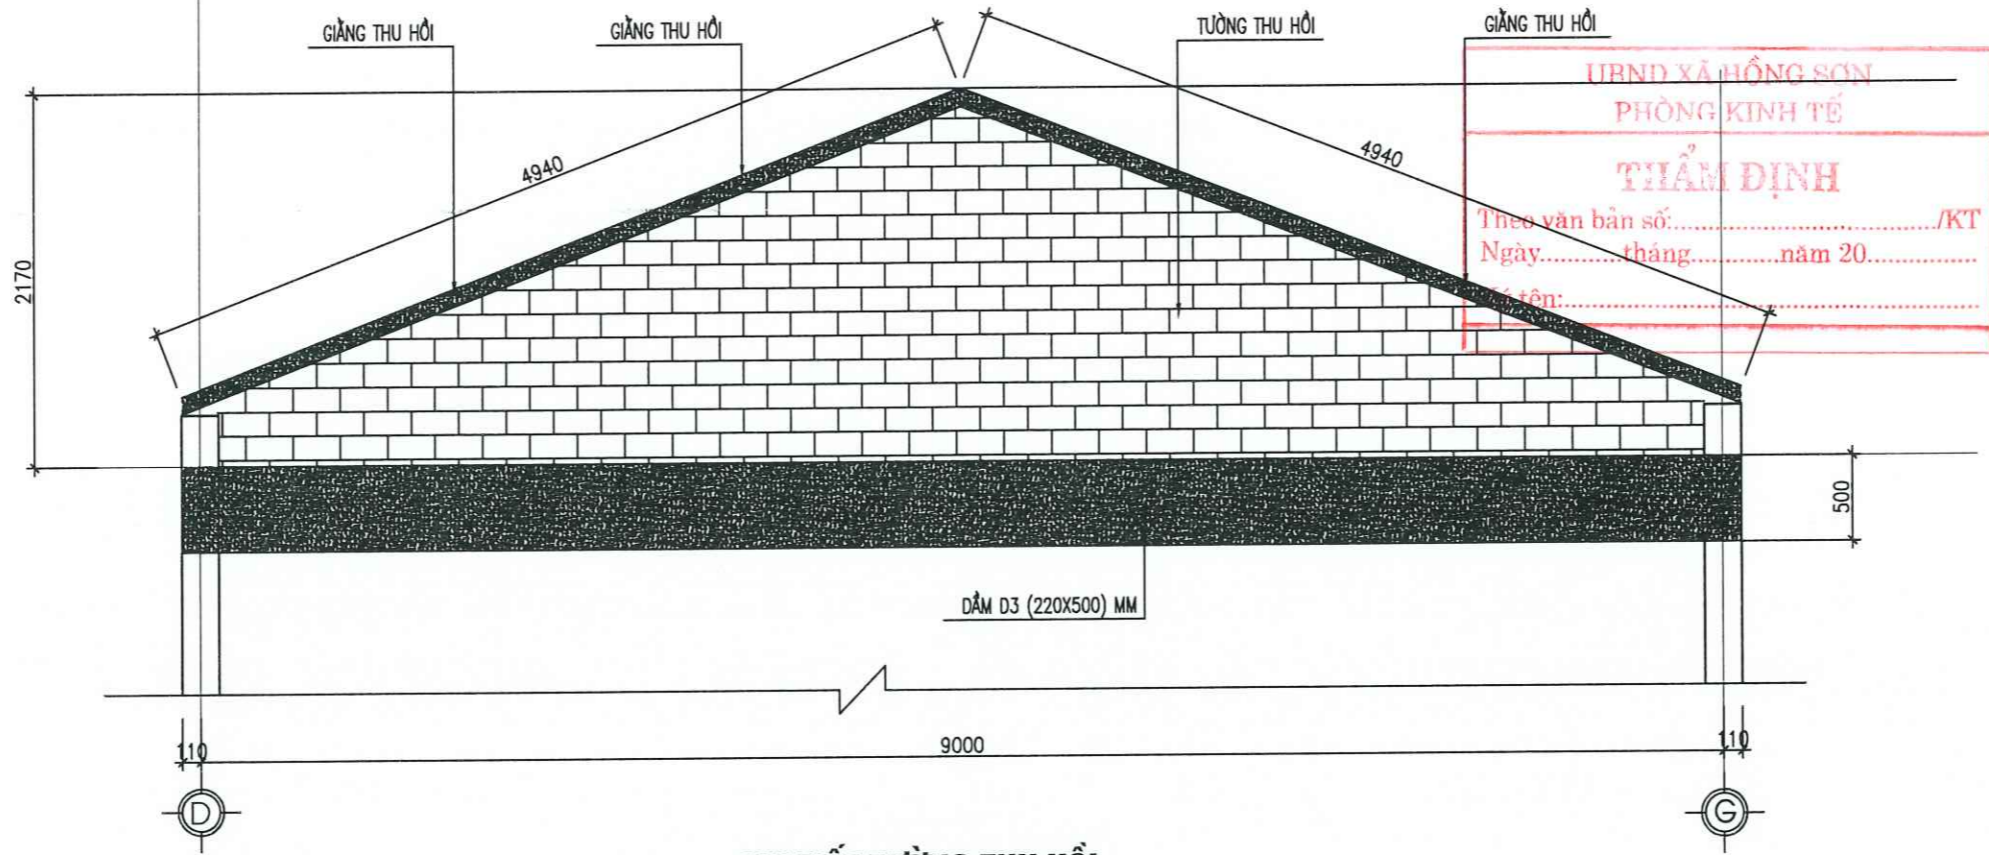 GIẰNG THU HỒI
GIẰNG THU HỒI
TƯỜNG THU HỒI
GIẰNG THU HỒI
UBND XÃ HỒNG SƠN
PHÒNG KINH TẾ
THẨM ĐỊNH
Theo văn bản số:............................../KT
Ngày............tháng............năm 20...............
tên:..............................................
4940
4940
2170
500
DẦM D3 (220X500) MM
110
9000
110
D
G
THU HỒI